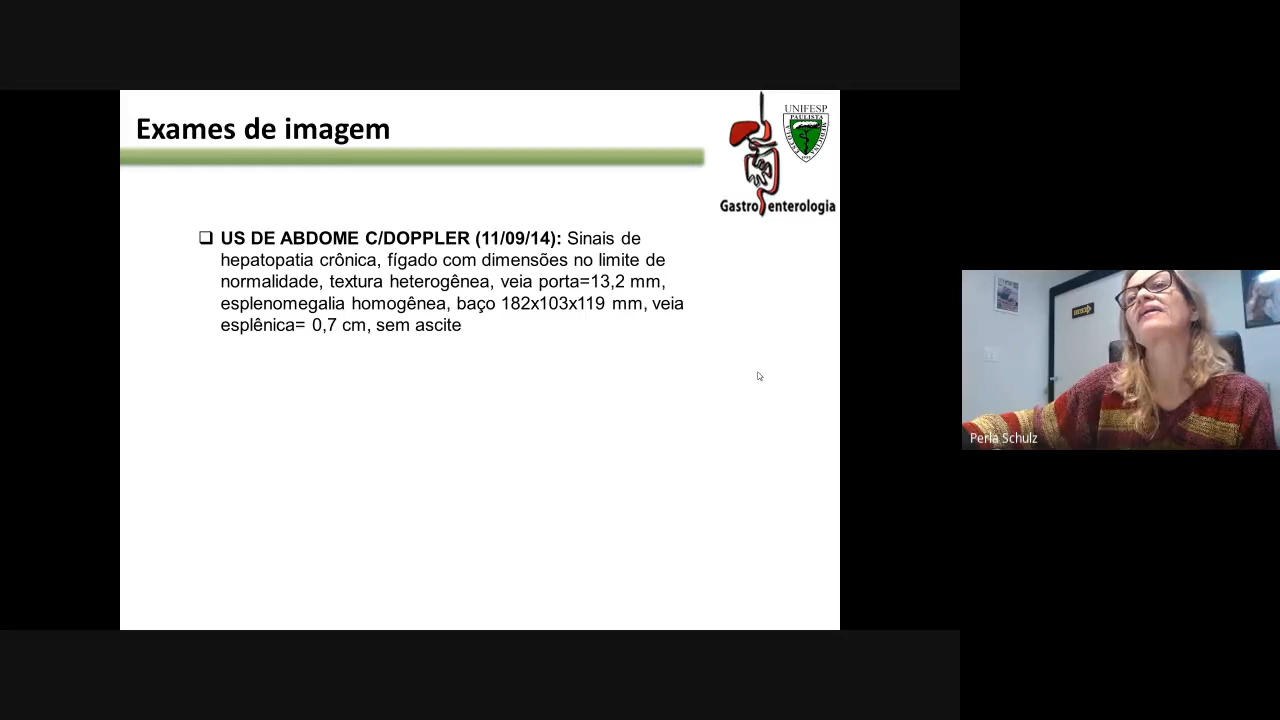 Exames de imagem
UNIFESP
PAULISTA
Gastroenterologia
❑ US DE ABDOME C/DOPPLER (11/09/14): Sinais de
hepatopatia crônica, fígado com dimensões no limite de
normalidade, textura heterogênea, veia porta=13,2 mm,
esplenomegalia homogênea, baço 182x103x119 mm, veia
esplênica= 0,7 cm, sem ascite
Perla Schulz